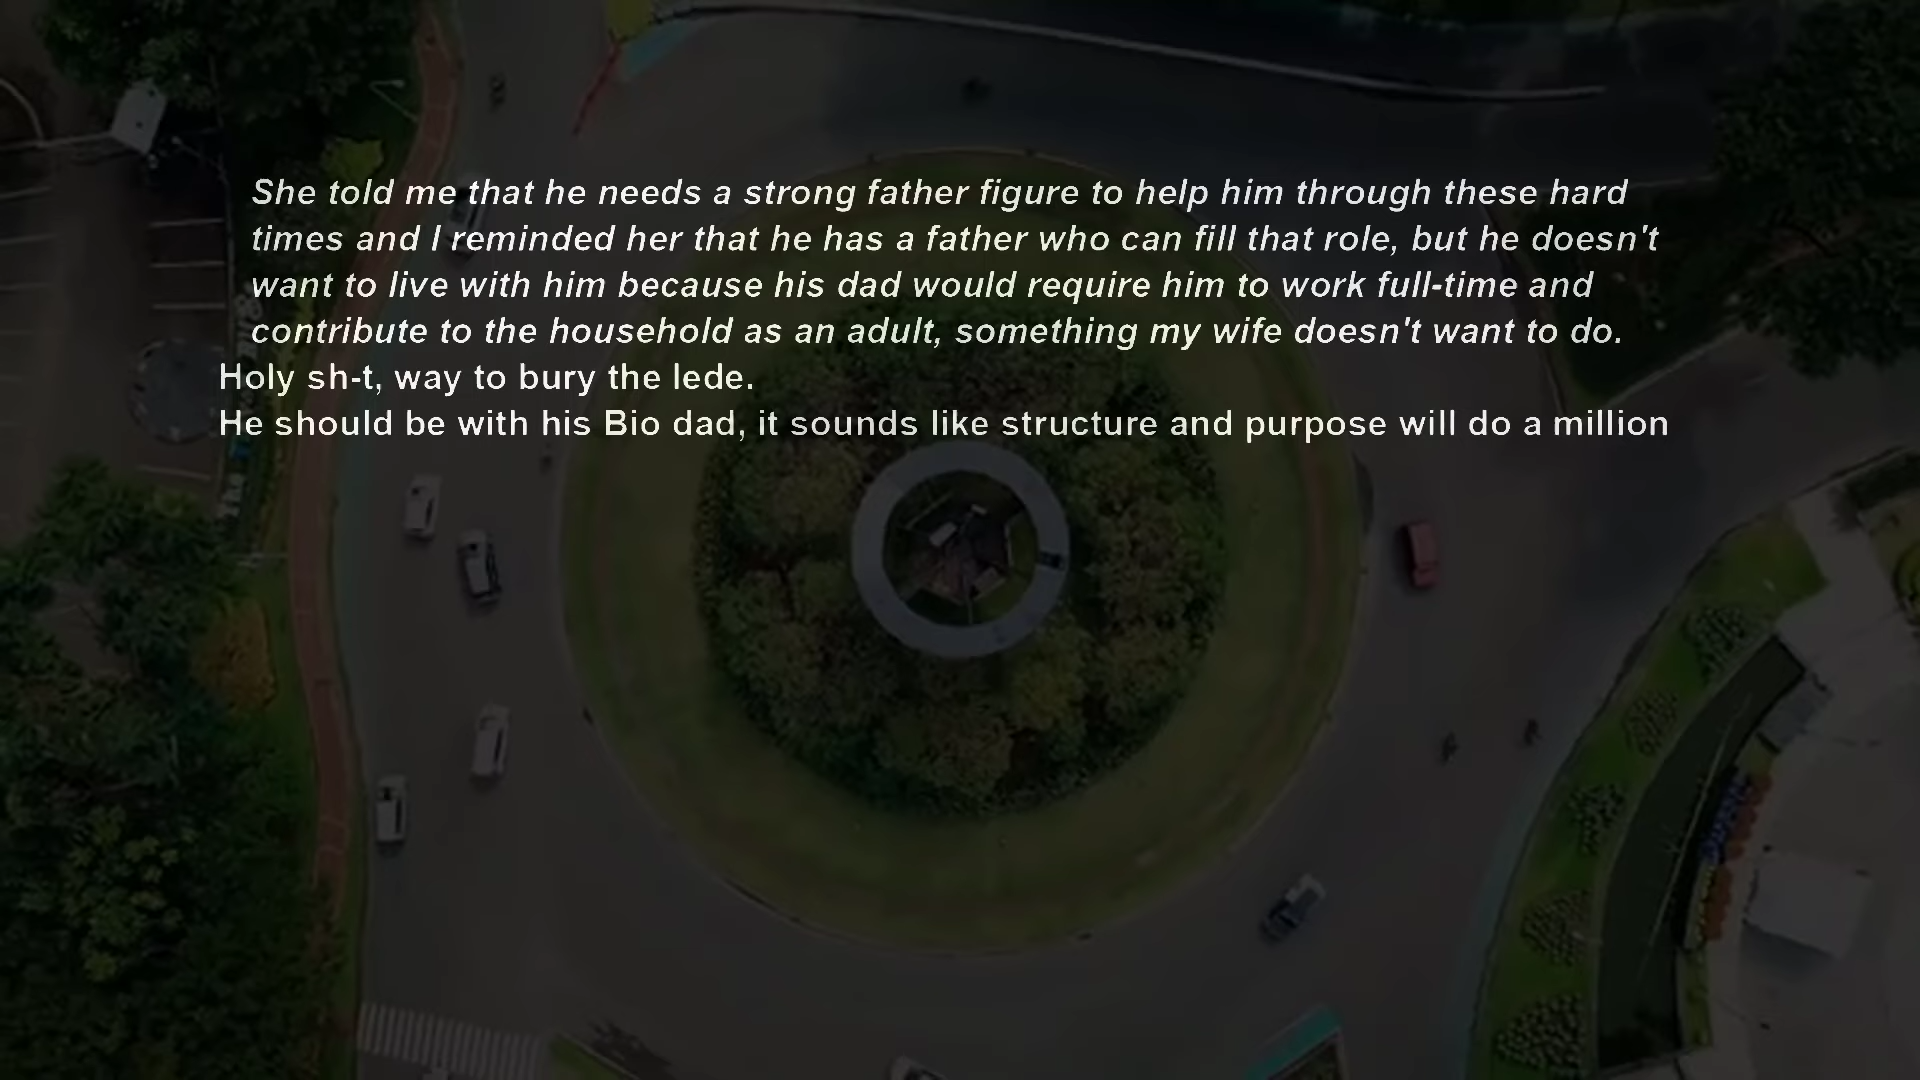 She told me that he needs a strong father figure to help him through these hard
times and I reminded her that he has a father who can fill that role, but he doesn't
want to live with him because his dad would require him to work full-time and
contribute to the household as an adult, something my wife doesn't want to do.
Holy sh-t, way to bury the lede.
He should be with his Bio dad, it sounds like structure and purpose will do a million